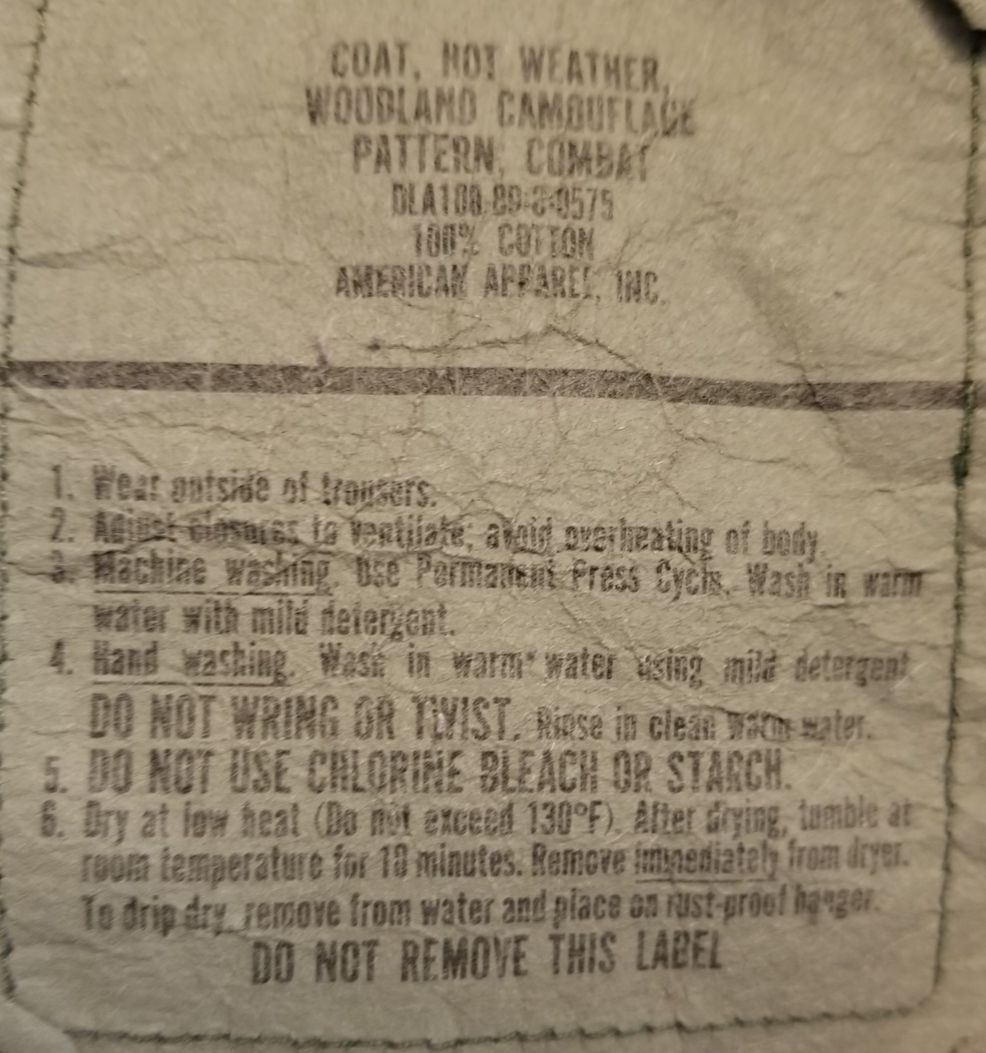 COAT, HOT WEATHER,
WOODLAND CAMOUFLAGE
PATTERN, COMBAT
100% COTTON
AMERICAN APPAREL, INC.
1. Wear outside of trousers.
2. Adjust closures to ventilate; avoid overheating of body.
3. Machine washing. Use Permanent Press Cycle. Wash in warm
water with mild detergent.
4. Hand washing. Wash in warm water using mild detergent.
DO NOT WRING OR TWIST. Rinse in clean warm water.
5. DO NOT USE CHLORINE BLEACH OR STARCH.
6. Dry at low heat (Do not exceed 130°F). After drying, tumble at
room temperature for 10 minutes. Remove immediately from dryer.
To drip dry, remove from water and place on rust-proof hanger.
DO NOT REMOVE THIS LABEL